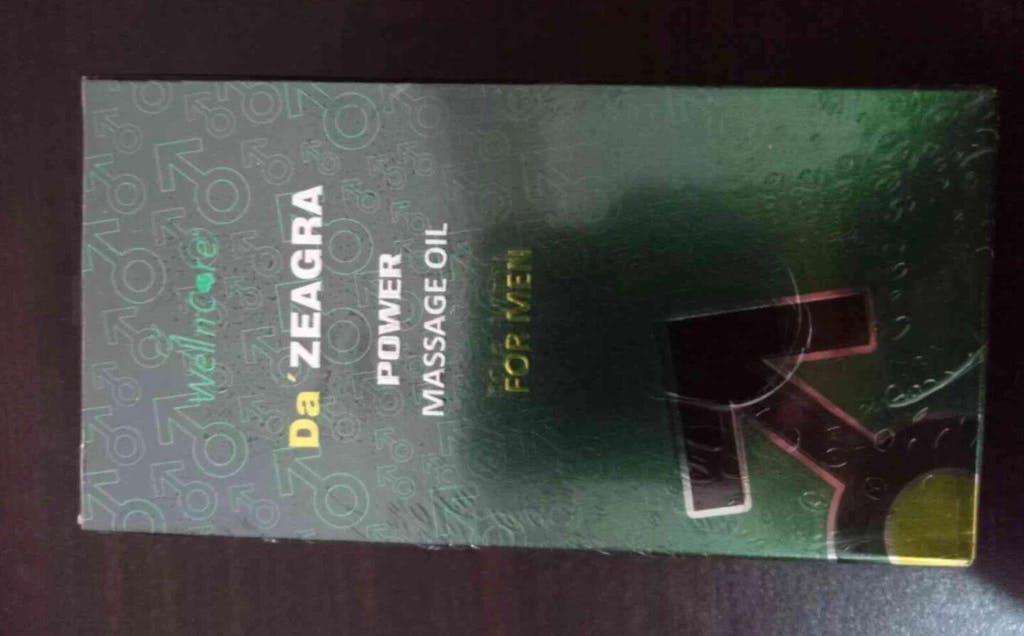 WellnCare
Da´ZEAGRA
POWER
MASSAGE OIL
FOR MEN